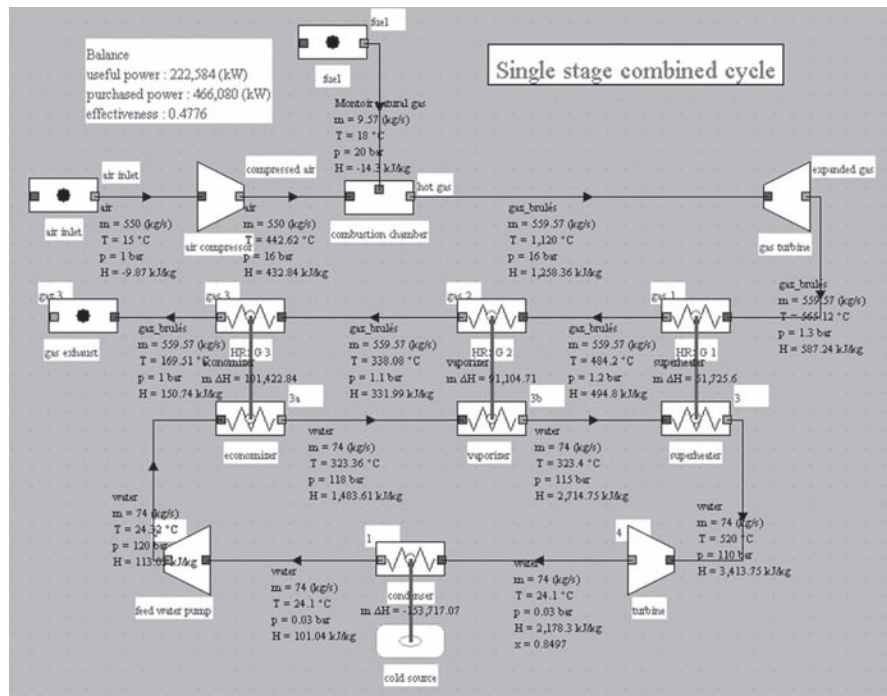 fuel
fuel
Balance
useful power : 222,584 (kW)
purchased power : 466,080 (kW)
effectiveness : 0.4776
Single stage combined cycle
Montoir natural gas
m = 9.57 (kg/s)
T = 18 °C
p = 20 bar
H = -14.3 kJ/kg
air inlet
air inlet
air
m = 550 (kg/s)
T = 15 °C
p = 1 bar
H = -9.87 kJ/kg
compressed air
air compressor
air
m = 550 (kg/s)
T = 442.62 °C
p = 16 bar
H = 432.84 kJ/kg
hot gas
combustion chamber
gaz_brulés
m = 559.57 (kg/s)
T = 1,120 °C
p = 16 bar
H = 1,258.36 kJ/kg
expanded gas
gas turbine
gaz_brulés
m = 559.57 (kg/s)
T = 565.12 °C
p = 1.3 bar
H = 587.24 kJ/kg
gas 3
gas exhaust
gaz_brulés
m = 559.57 (kg/s)
T = 169.51 °C
p = 1 bar
H = 150.74 kJ/kg
gas 3
HRSG 3
economizer
m ΔH = 101,422.84
gaz_brulés
m = 559.57 (kg/s)
T = 338.08 °C
p = 1.1 bar
H = 331.99 kJ/kg
gas 2
HRSG 2
vaporizer
m ΔH = 91,104.71
gaz_brulés
m = 559.57 (kg/s)
T = 484.2 °C
p = 1.2 bar
H = 494.8 kJ/kg
gas 1
HRSG 1
superheater
m ΔH = 51,725.6
3a
economizer
water
m = 74 (kg/s)
T = 323.36 °C
p = 118 bar
H = 1,483.61 kJ/kg
3b
vaporizer
water
m = 74 (kg/s)
T = 323.4 °C
p = 115 bar
H = 2,714.75 kJ/kg
3
superheater
water
m = 74 (kg/s)
T = 520 °C
p = 110 bar
H = 3,413.75 kJ/kg
water
m = 74 (kg/s)
T = 24.32 °C
p = 120 bar
feed water pump
water
m = 74 (kg/s)
T = 24.1 °C
p = 0.03 bar
H = 101.04 kJ/kg
1
condenser
m ΔH = -153,717.07
cold source
water
m = 74 (kg/s)
T = 24.1 °C
p = 0.03 bar
H = 2,178.3 kJ/kg
x = 0.8497
4
turbine